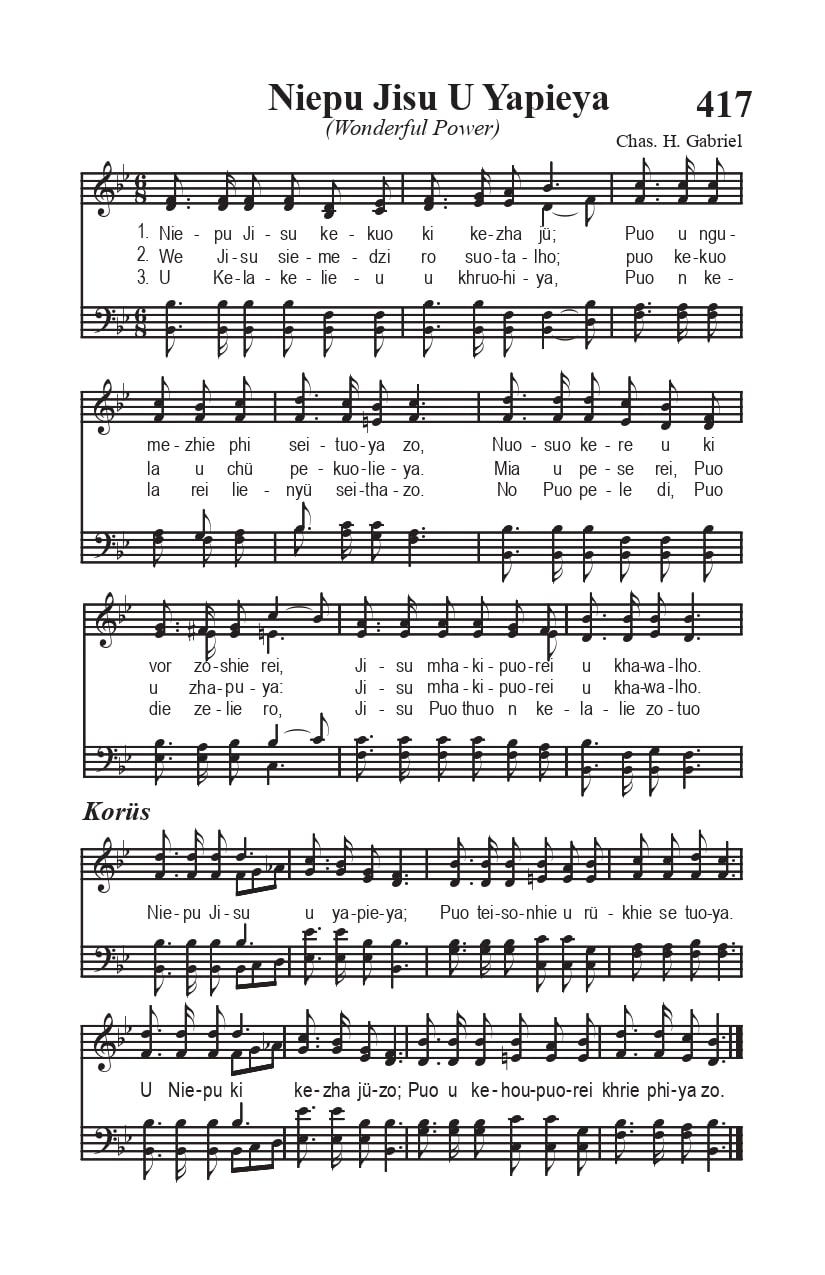 Niepu Jisu U Yapieya 417
(Wonderful Power)
Chas. H. Gabriel
1. Nie - pu Ji - su ke - kuo ki ke - zha jü; Puo u ngu -
2. We Ji - su sie - me - dzi ro suo - ta - lho; puo ke - kuo
3. U Ke - la - ke - lie - u u khruo - hi - ya, Puo n ke -
me - zhie phi sei - tuo - ya zo, Nuo - suo ke - re u ki
la u chü pe - kuo - lie - ya. Mia u pe - se rei, Puo
la rei lie - nyü sei - tha - zo. No Puo pe - le di, Puo
vor zo - shie rei, Ji - su mha - ki - puo - rei u kha - wa - lho.
u zha - pu - ya: Ji - su mha - ki - puo - rei u kha - wa - lho.
die ze - lie ro, Ji - su Puo thuo n ke - la - lie zo - tuo
Korüs
Nie - pu Ji - su u ya - pie - ya; Puo tei - so - nhie u rü - khie se tuo - ya.
U Nie - pu ki ke - zha jü - zo; Puo u ke - hou - puo - rei khrie phi - ya zo.